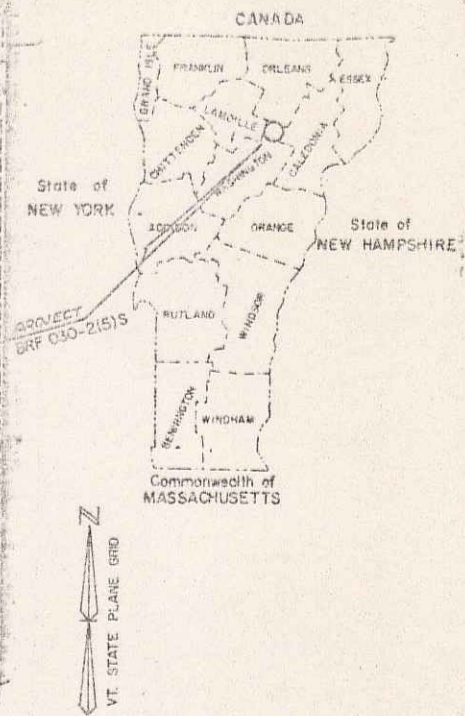 CANADA
GRAND ISLE
FRANKLIN
ORLEANS
ESSEX
LAMOILLE
CHITTENDEN
WASHINGTON
CALEDONIA
State of
NEW YORK
ADDISON
ORANGE
State of
NEW HAMPSHIRE
RUTLAND
WINDSOR
PROJECT
BRF 030-2(5)S
BENNINGTON
WINDHAM
Commonwealth of
MASSACHUSETTS
N
VT. STATE PLANE GRID